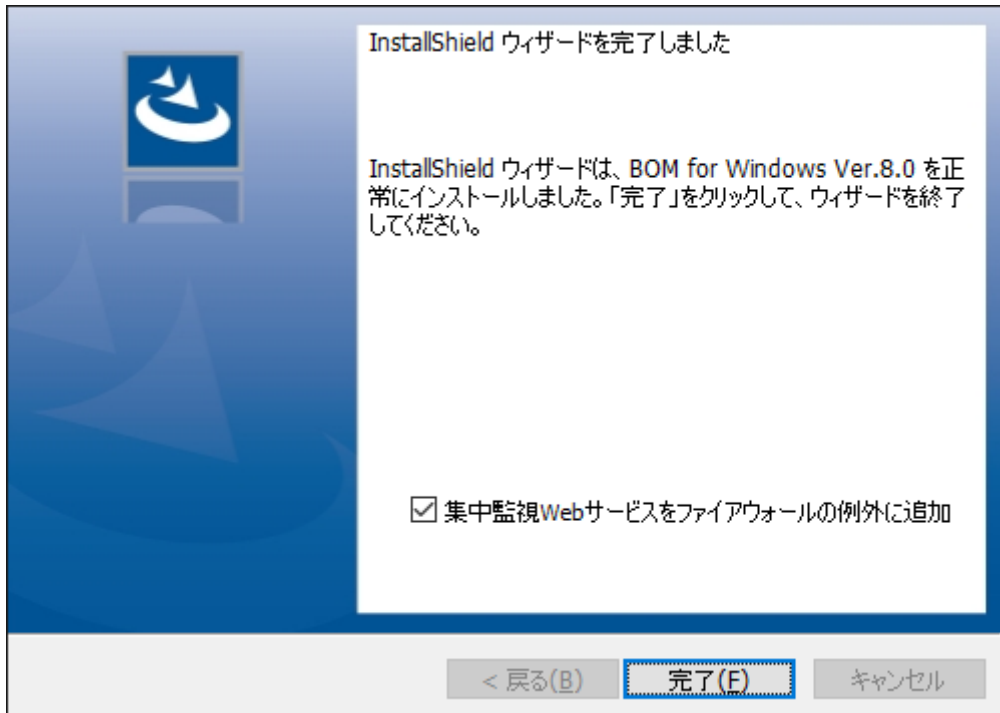 InstallShield ウィザードを完了しました
InstallShield ウィザードは、BOM for Windows Ver.8.0 を正
常にインストールしました。「完了」をクリックして、ウィザードを終了
してください。
集中監視Webサービスをファイアウォールの例外に追加
< 戻る(B)
完了(F)
キャンセル